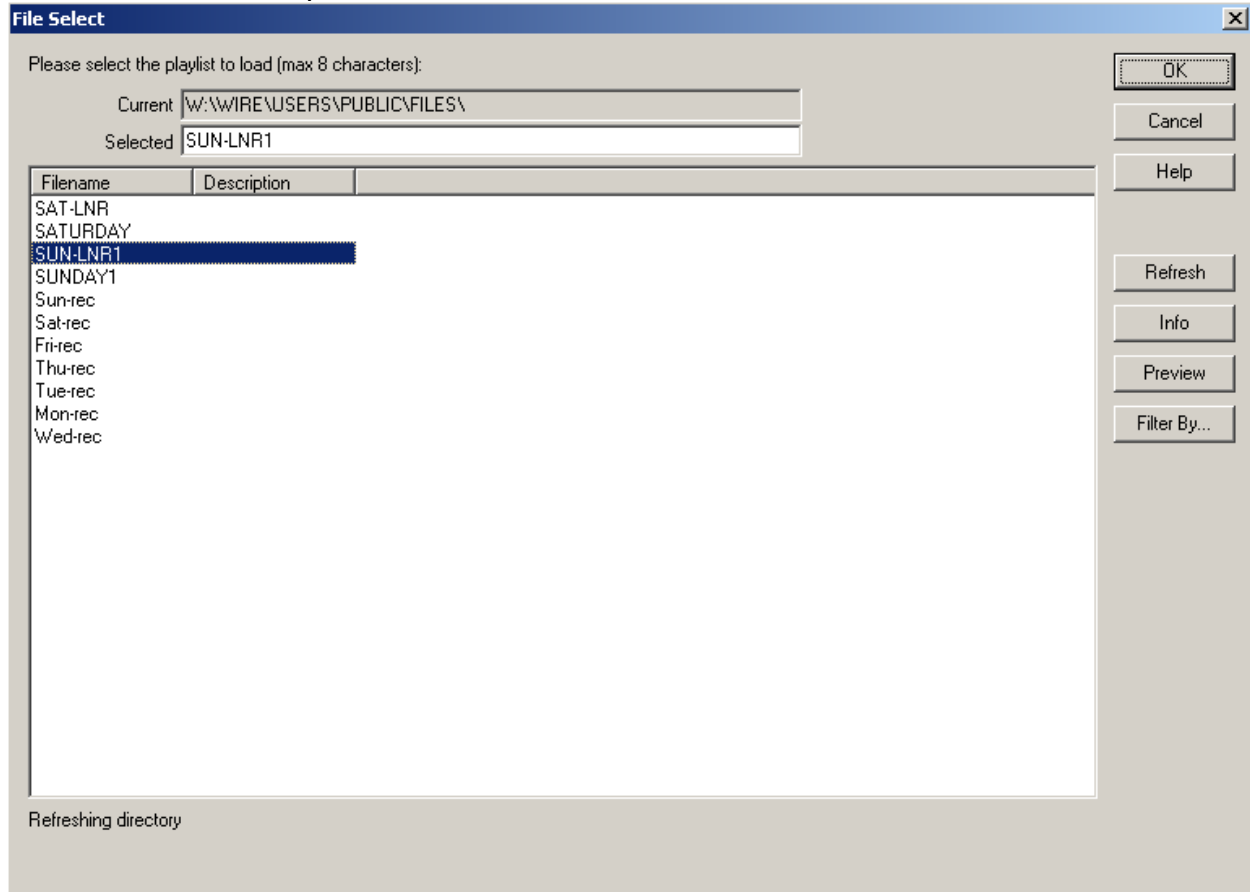 File Select
Please select the playlist to load (max 8 characters):
OK
Current W:\WIRE\USERS\PUBLIC\FILES\
Cancel
Selected SUN-LNR1
Help
Filename Description
SAT-LNR
SATURDAY
SUN-LNR1
SUNDAY1
Refresh
Sun-rec
Sat-rec
Info
Fri-rec
Thu-rec
Preview
Tue-rec
Mon-rec
Filter By...
Wed-rec
Refreshing directory